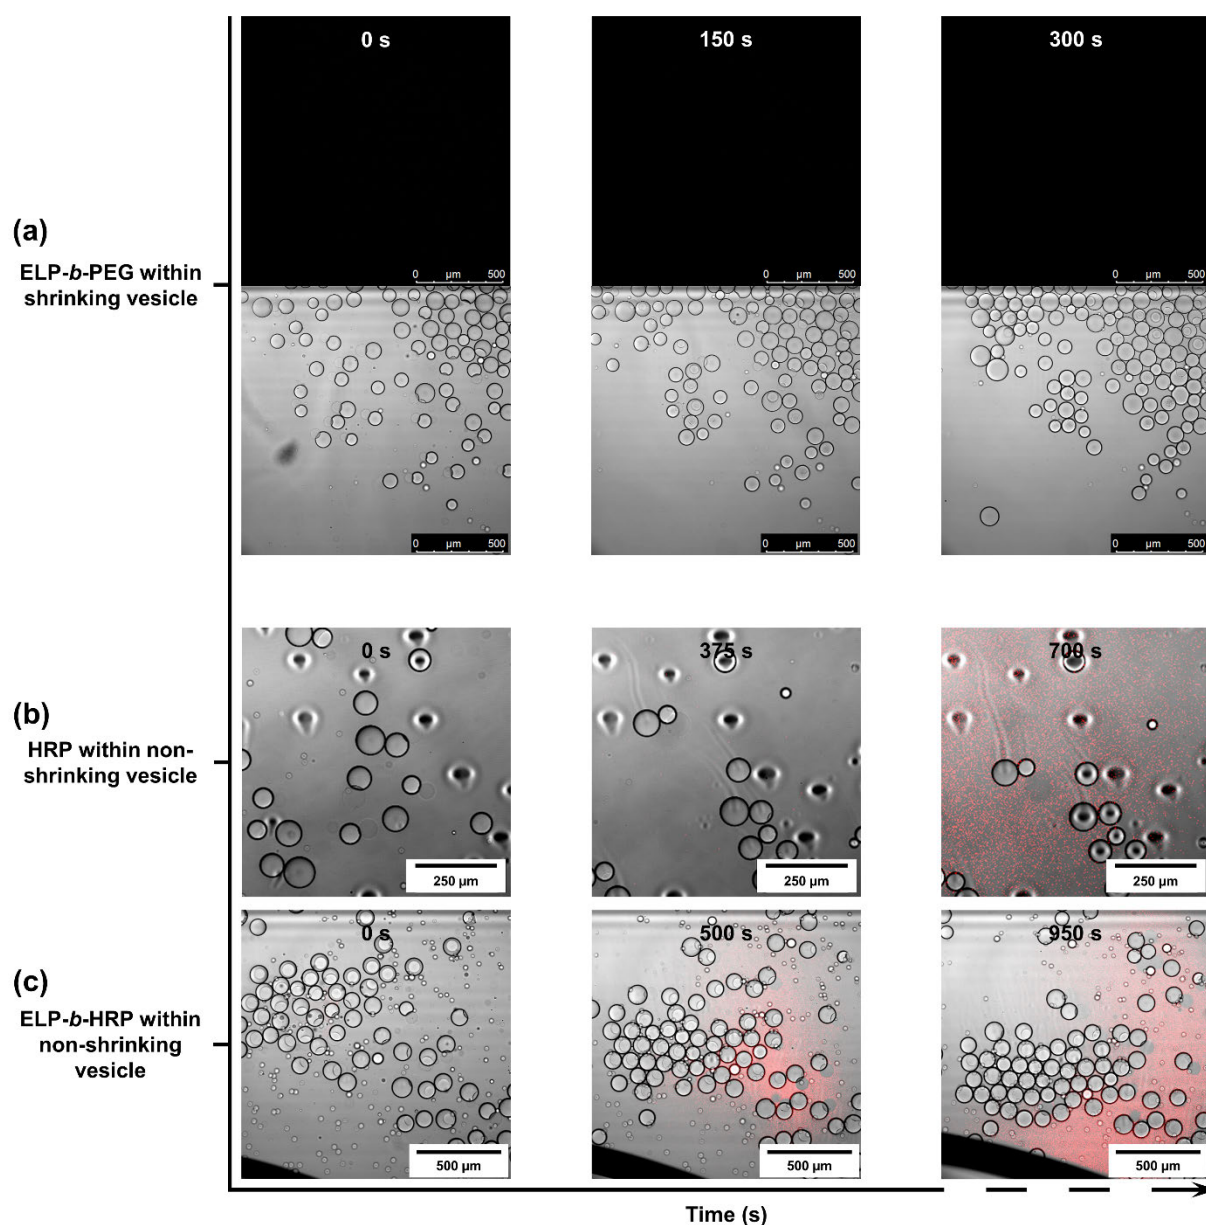 0 s
150 s
300 s
0 µm 500
0 µm 500
0 µm 500
(a)
ELP-b-PEG within
shrinking vesicle
0 µm 500
0 µm 500
0 µm 500
0 s
375 s
700 s
(b)
HRP within non-
shrinking vesicle
250 µm
250 µm
250 µm
0 s
500 s
950 s
(c)
ELP-b-HRP within
non-shrinking
vesicle
500 µm
500 µm
500 µm
Time (s)